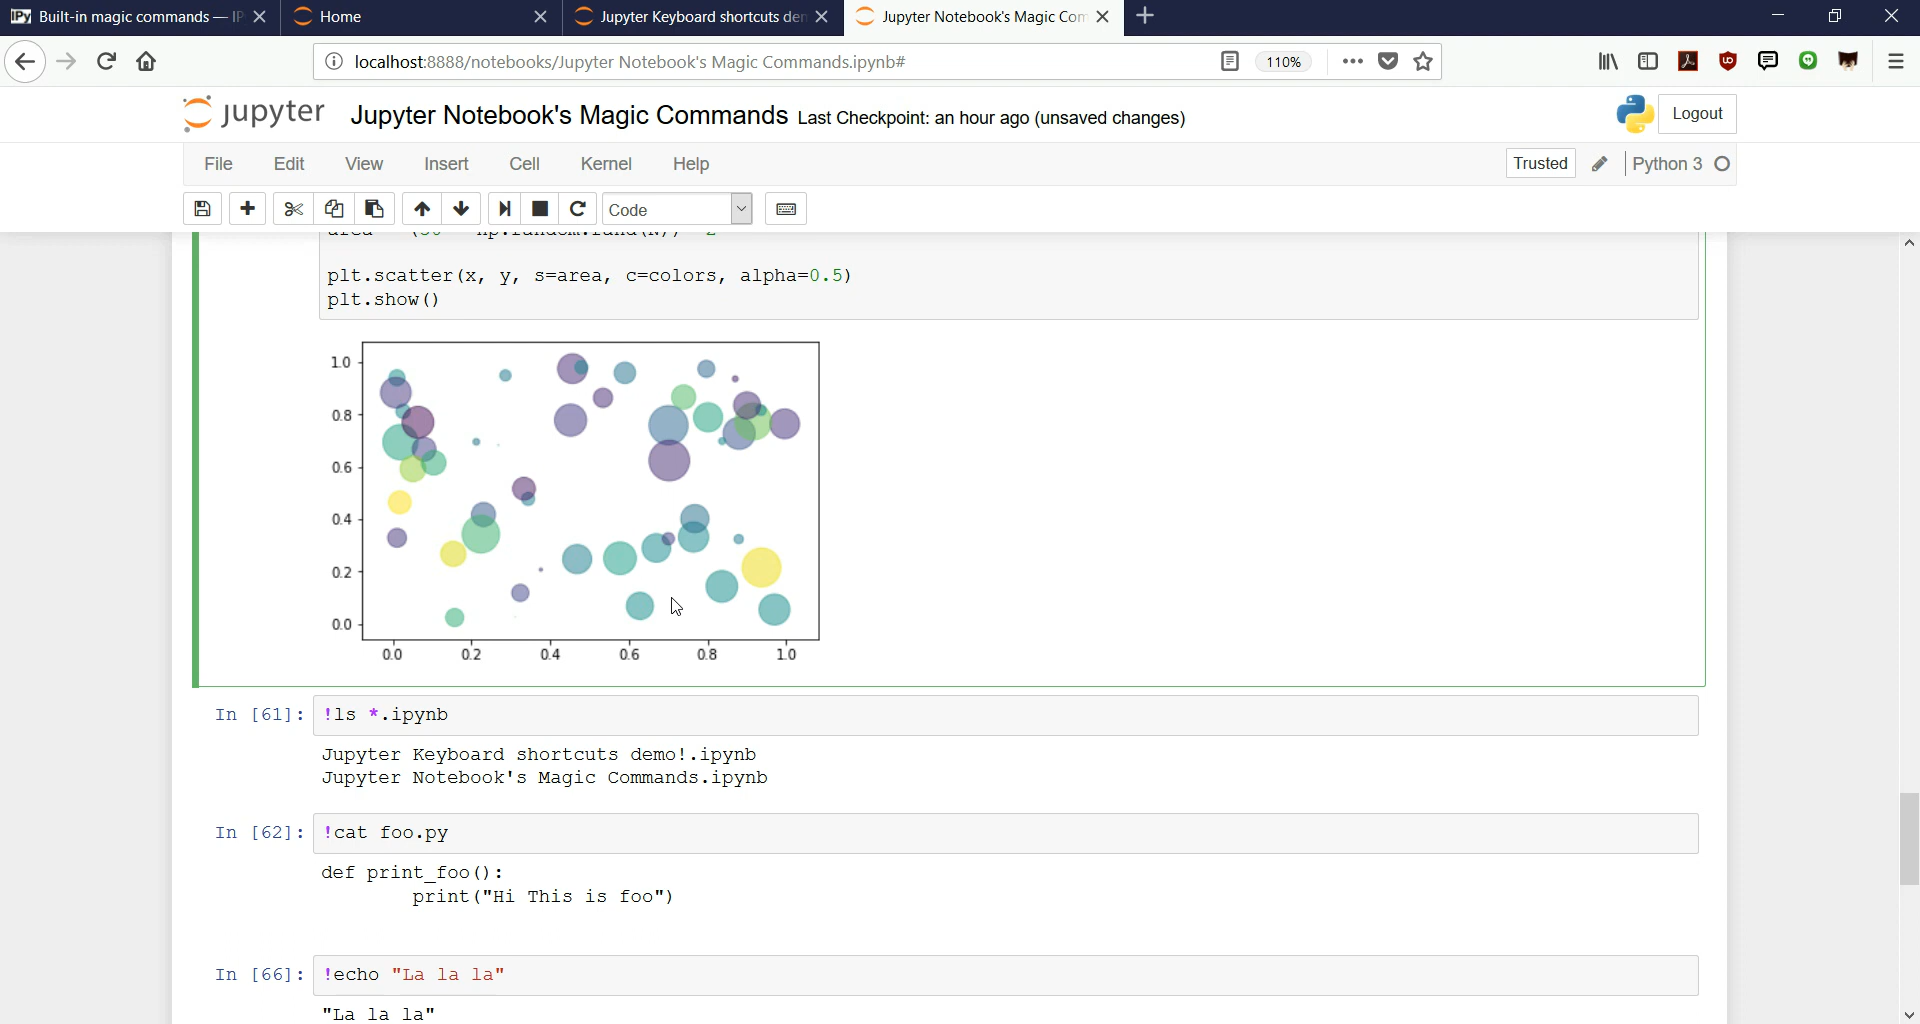 Built-in magic commands — IP
Home
Jupyter Keyboard shortcuts den
Jupyter Notebook's Magic Com
localhost:8888/notebooks/Jupyter Notebook's Magic Commands.ipynb#
110%
jupyter
Jupyter Notebook's Magic Commands Last Checkpoint: an hour ago (unsaved changes)
Logout
File Edit View Insert Cell Kernel Help
Trusted
Python 3
Code
plt.scatter(x, y, s=area, c=colors, alpha=0.5)
plt.show()
1.0
0.8
0.6
0.4
0.2
0.0
0.0 0.2 0.4 0.6 0.8 1.0
In [61]: !ls *.ipynb
Jupyter Keyboard shortcuts demo!.ipynb
Jupyter Notebook's Magic Commands.ipynb
In [62]: !cat foo.py
def print_foo():
print("Hi This is foo")
In [66]: !echo "La la la"
"La la la"